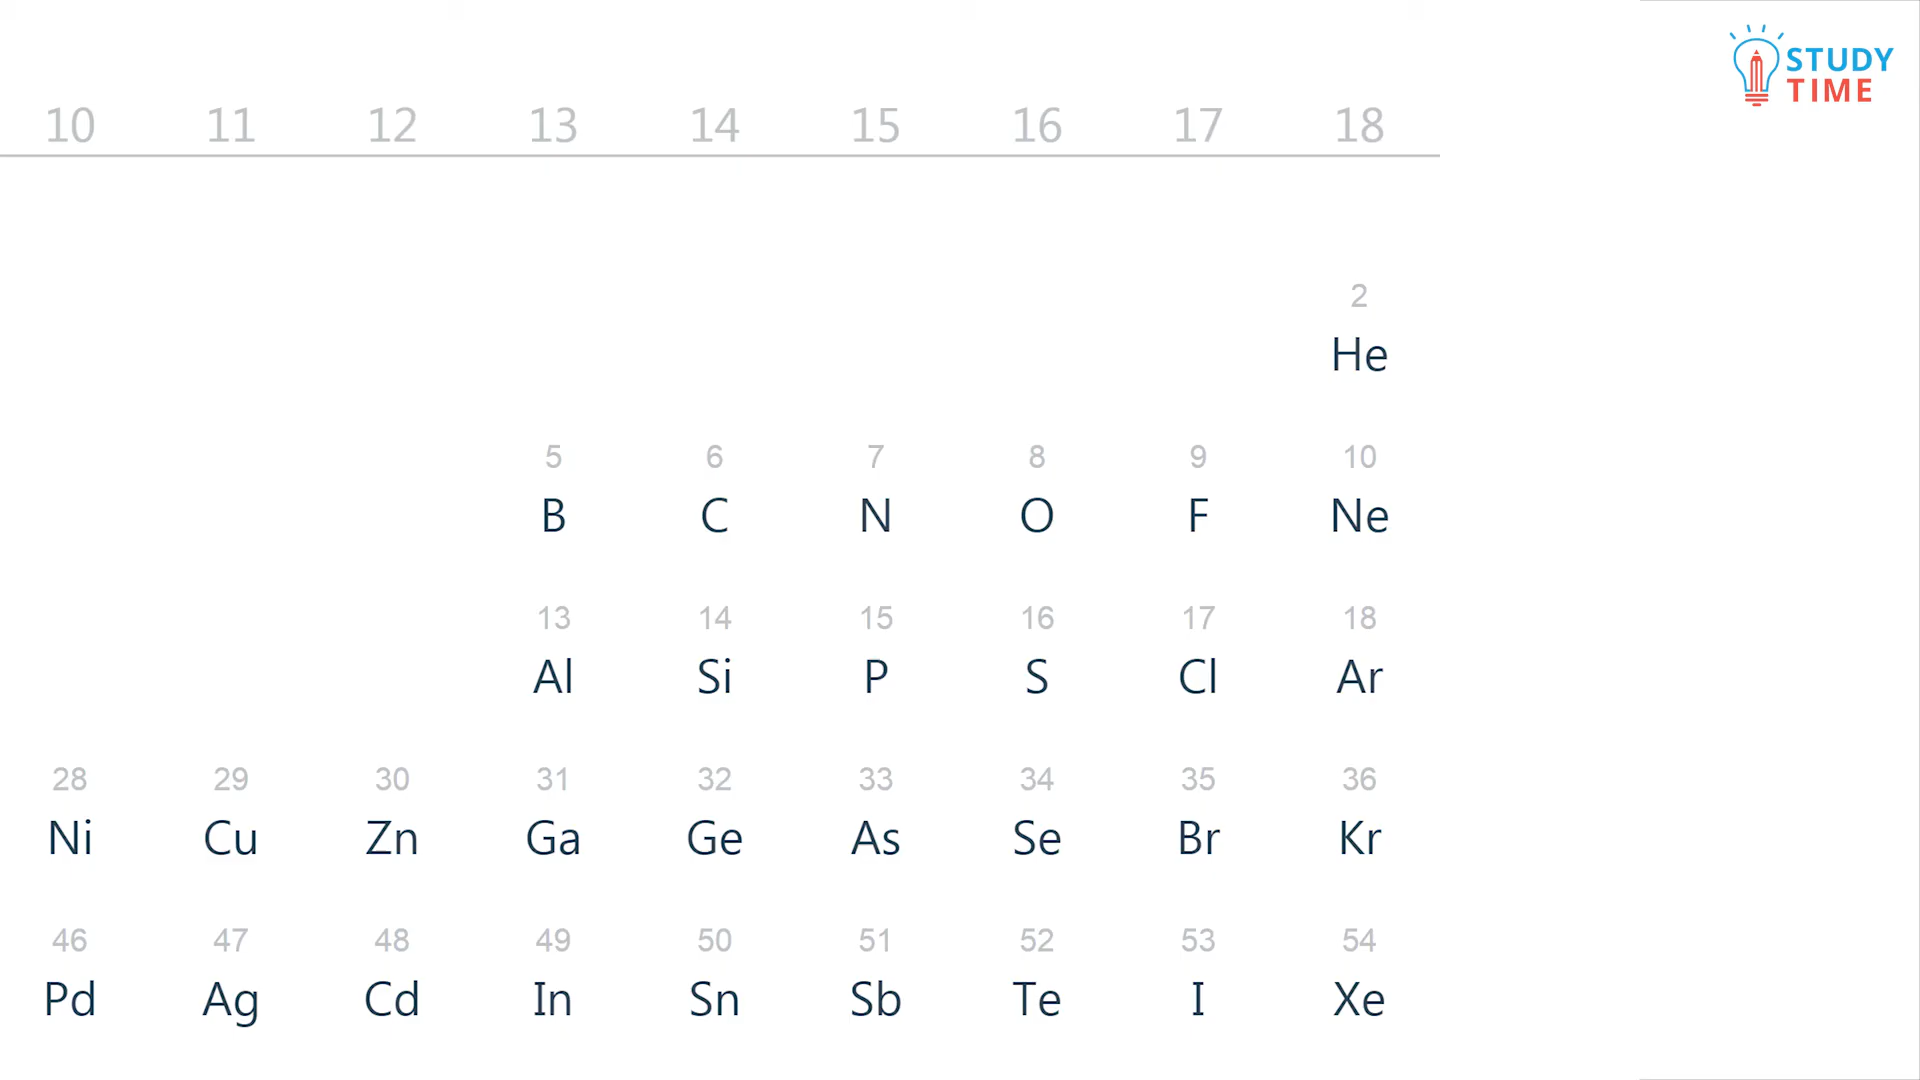 STUDY
TIME
10 11 12 13 14 15 16 17 18
2
He
5 6 7 8 9 10
B C N O F Ne
13 14 15 16 17 18
Al Si P S Cl Ar
28 29 30 31 32 33 34 35 36
Ni Cu Zn Ga Ge As Se Br Kr
46 47 48 49 50 51 52 53 54
Pd Ag Cd In Sn Sb Te I Xe